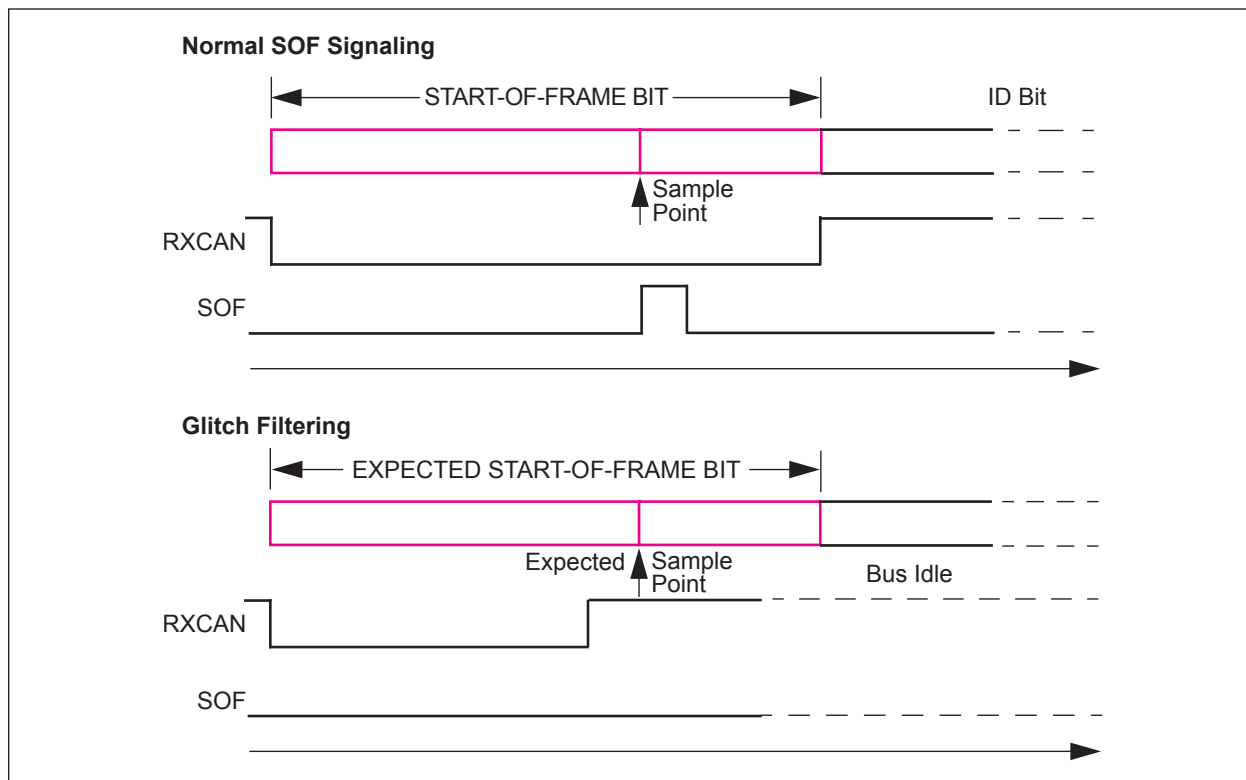 Normal SOF Signaling
START-OF-FRAME BIT
ID Bit
Sample
Point
RXCAN
SOF
Glitch Filtering
EXPECTED START-OF-FRAME BIT
Expected
Sample
Point
Bus Idle
RXCAN
SOF